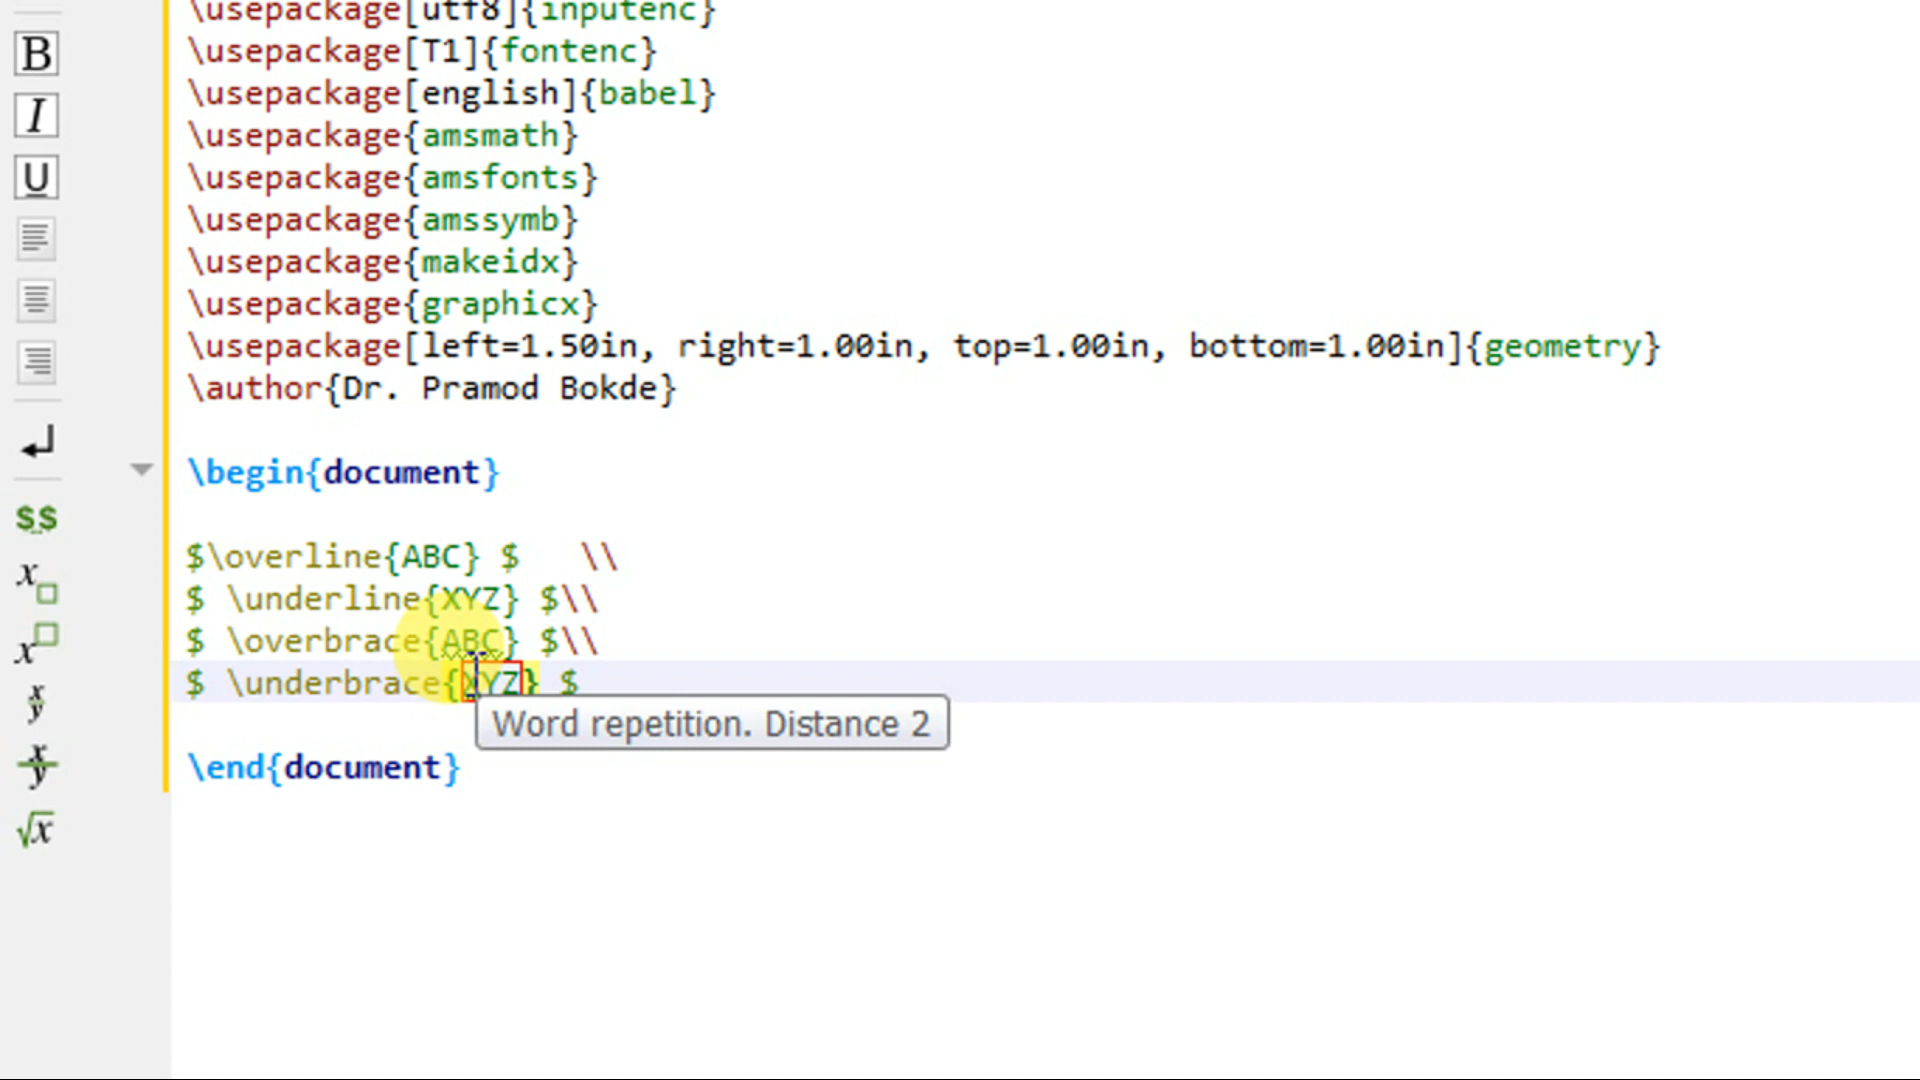 \usepackage[utf8]{inputenc}
\usepackage[T1]{fontenc}
\usepackage[english]{babel}
\usepackage{amsmath}
\usepackage{amsfonts}
\usepackage{amssymb}
\usepackage{makeidx}
\usepackage{graphicx}
\usepackage[left=1.50in, right=1.00in, top=1.00in, bottom=1.00in]{geometry}
\author{Dr. Pramod Bokde}
\begin{document}
$\overline{ABC} $   \\
$ \underline{XYZ} $\\
$ \overbrace{ABC} $\\
$ \underbrace{XYZ} $
Word repetition. Distance 2
\end{document}
B
I
U
$$
x
x
x
y
x
y
√x